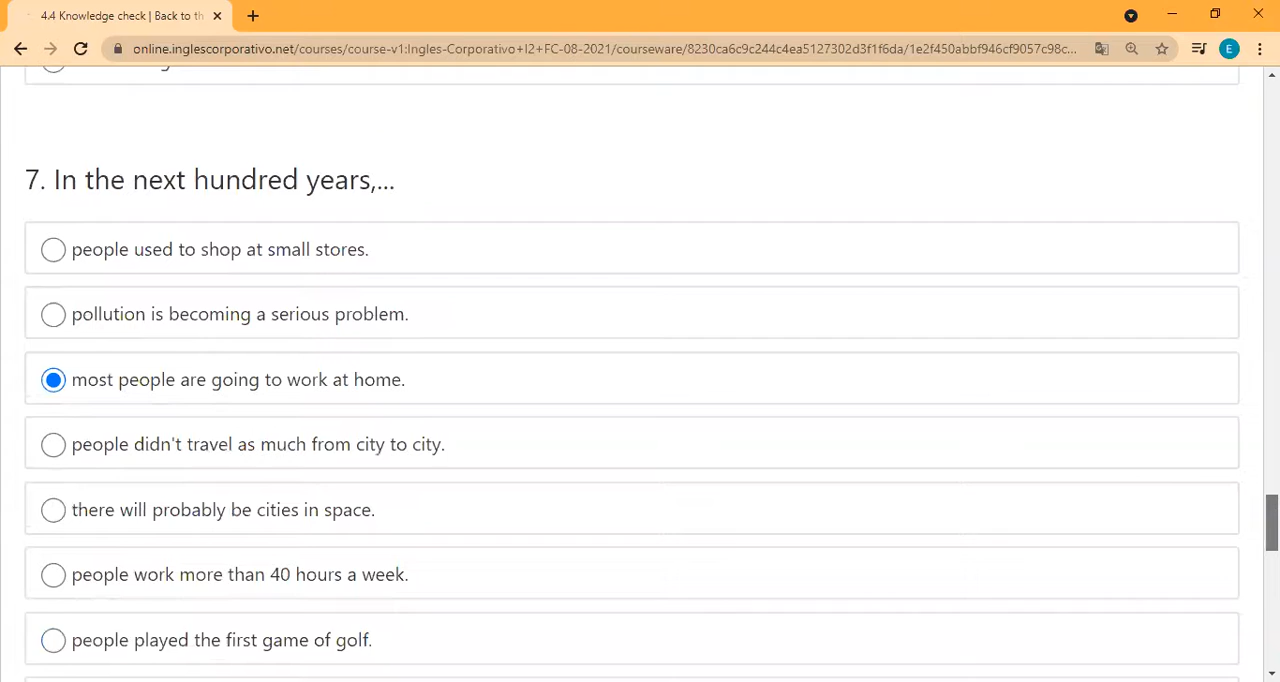 4.4 Knowledge check | Back to th
online.inglescorporativo.net/courses/course-v1:Ingles-Corporativo+I2+FC-08-2021/courseware/8230ca6c9c244c4ea5127302d3f1f6da/1e2f450abbf946cf9057c98c...
E
7. In the next hundred years,...
people used to shop at small stores.
pollution is becoming a serious problem.
most people are going to work at home.
people didn't travel as much from city to city.
there will probably be cities in space.
people work more than 40 hours a week.
people played the first game of golf.